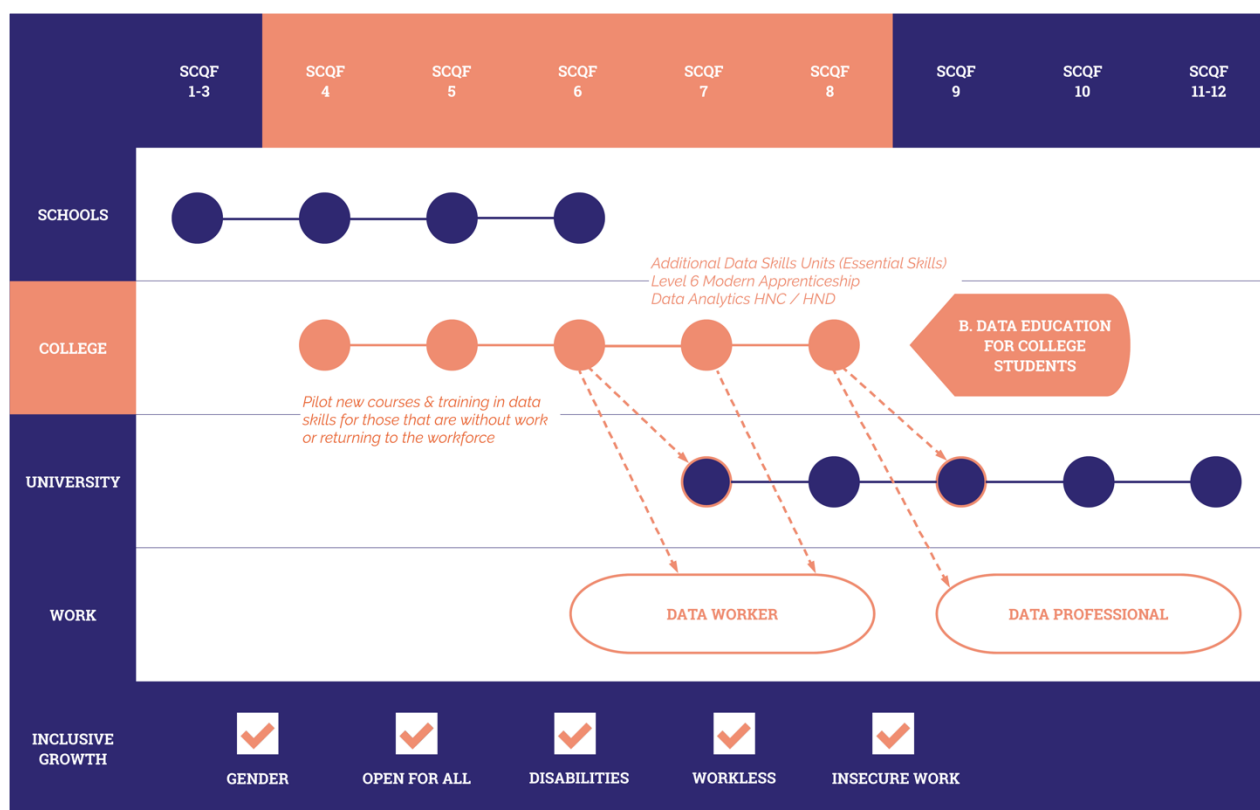 SCQF
1-3
SCQF
4
SCQF
5
SCQF
6
SCQF
7
SCQF
8
SCQF
9
SCQF
10
SCQF
11-12
SCHOOLS
Additional Data Skills Units (Essential Skills)
Level 6 Modern Apprenticeship
Data Analytics HNC / HND
COLLEGE
B. DATA EDUCATION
FOR COLLEGE
STUDENTS
Pilot new courses & training in data
skills for those that are without work
or returning to the workforce
UNIVERSITY
WORK
DATA WORKER
DATA PROFESSIONAL
INCLUSIVE
GROWTH
GENDER
OPEN FOR ALL
DISABILITIES
WORKLESS
INSECURE WORK